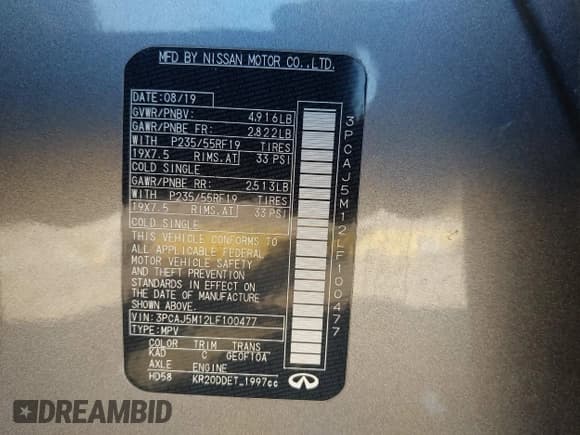 MFD BY NISSAN MOTOR CO.,LTD.
DATE:08/19
GVWR/PNBV: 4,916LB
GAWR/PNBE FR: 2,822LB
WITH P235/55RF19 TIRES
19X7.5 RIMS.AT 33 PSI
COLD SINGLE
GAWR/PNBE RR: 2,513LB
WITH P235/55RF19 TIRES
19X7.5 RIMS.AT 33 PSI
COLD SINGLE
THIS VEHICLE CONFORMS TO
ALL APPLICABLE FEDERAL
MOTOR VEHICLE SAFETY
AND THEFT PREVENTION
STANDARDS IN EFFECT ON
THE DATE OF MANUFACTURE
SHOWN ABOVE.
VIN:3PCAJ5M12LF100477
TYPE:MPV
COLOR TRIM TRANS
KAD C GE0F10A
AXLE ENGINE
HD58 KR20DDET_1997cc
3PCAJ5M12LF100477
DREAMBID